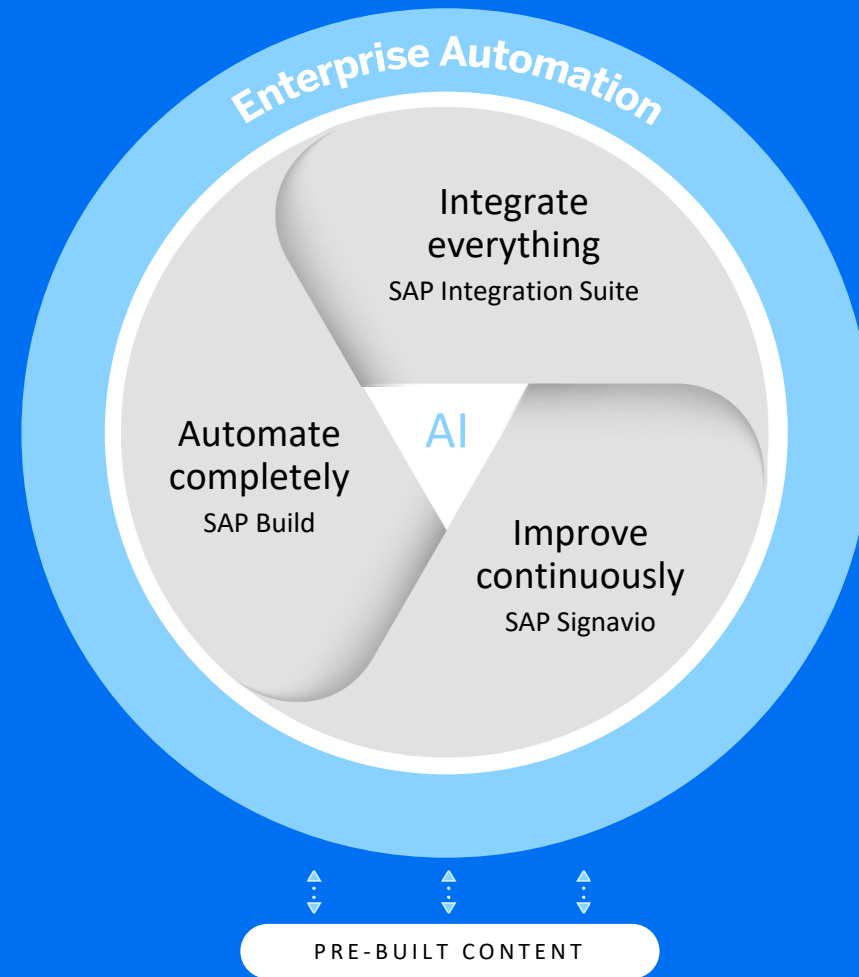 Enterprise Automation
Integrate
everything
SAP Integration Suite
AI
Automate
completely
SAP Build
Improve
continuously
SAP Signavio
PRE-BUILT CONTENT